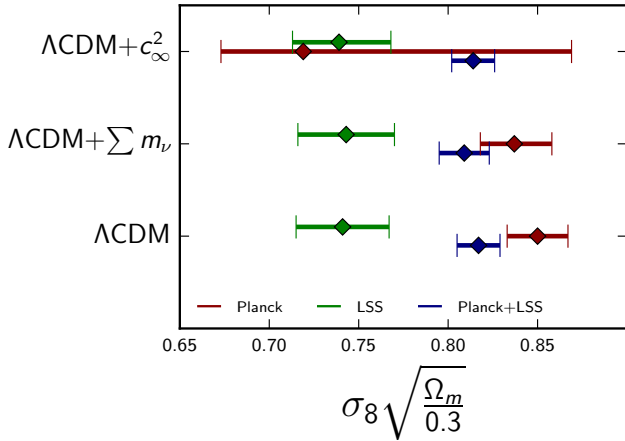 ΛCDM+c²∞
ΛCDM+∑ mν
ΛCDM
Planck LSS Planck+LSS
0.65 0.70 0.75 0.80 0.85
σ8√(Ωm/0.3)